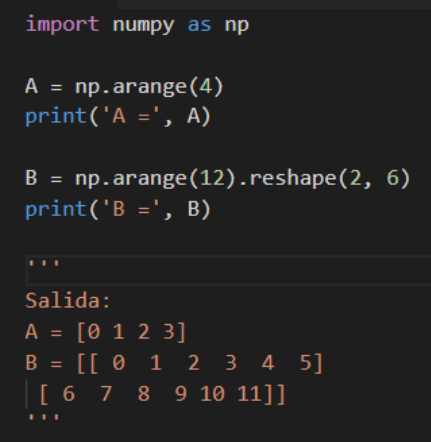 import numpy as np
A = np.arange(4)
print('A =', A)
B = np.arange(12).reshape(2, 6)
print('B =', B)
'''
Salida:
A = [0 1 2 3]
B = [[ 0  1  2  3  4  5]
 [ 6  7  8  9 10 11]]
'''